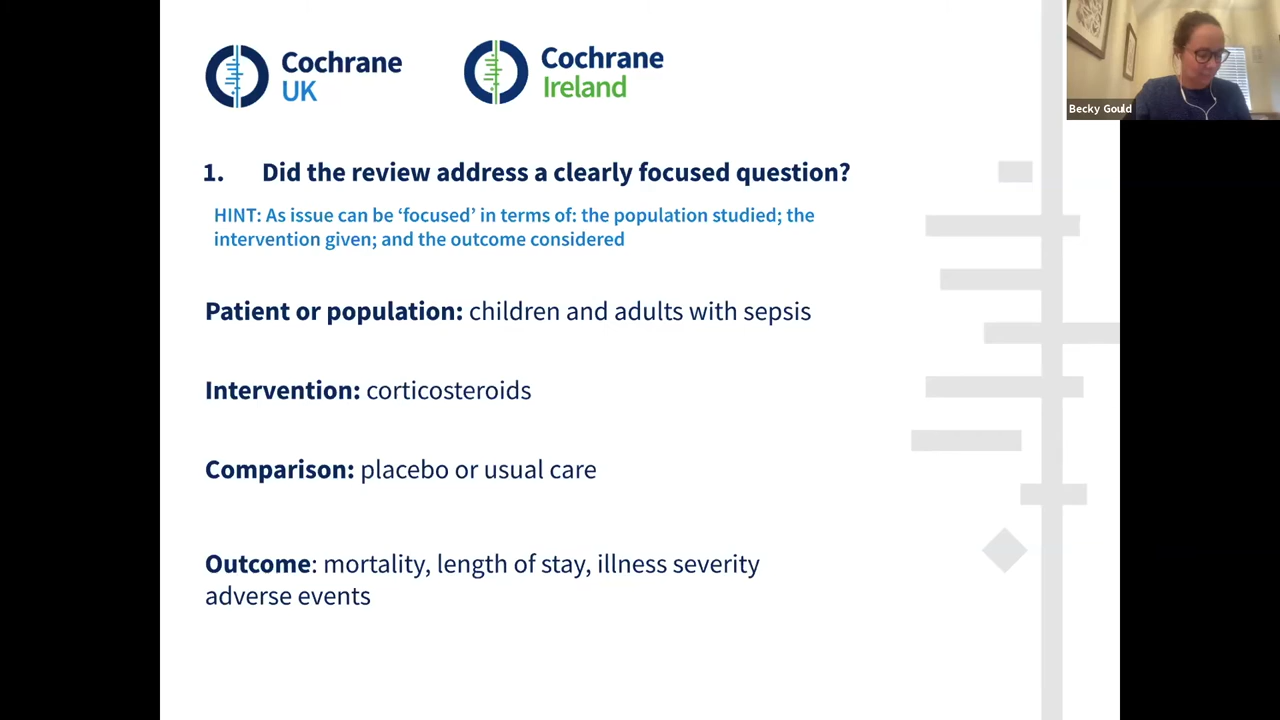 Cochrane
UK
Cochrane
Ireland
Becky Gould
1. Did the review address a clearly focused question?
HINT: As issue can be ‘focused’ in terms of: the population studied; the
intervention given; and the outcome considered
Patient or population: children and adults with sepsis
Intervention: corticosteroids
Comparison: placebo or usual care
Outcome: mortality, length of stay, illness severity
adverse events